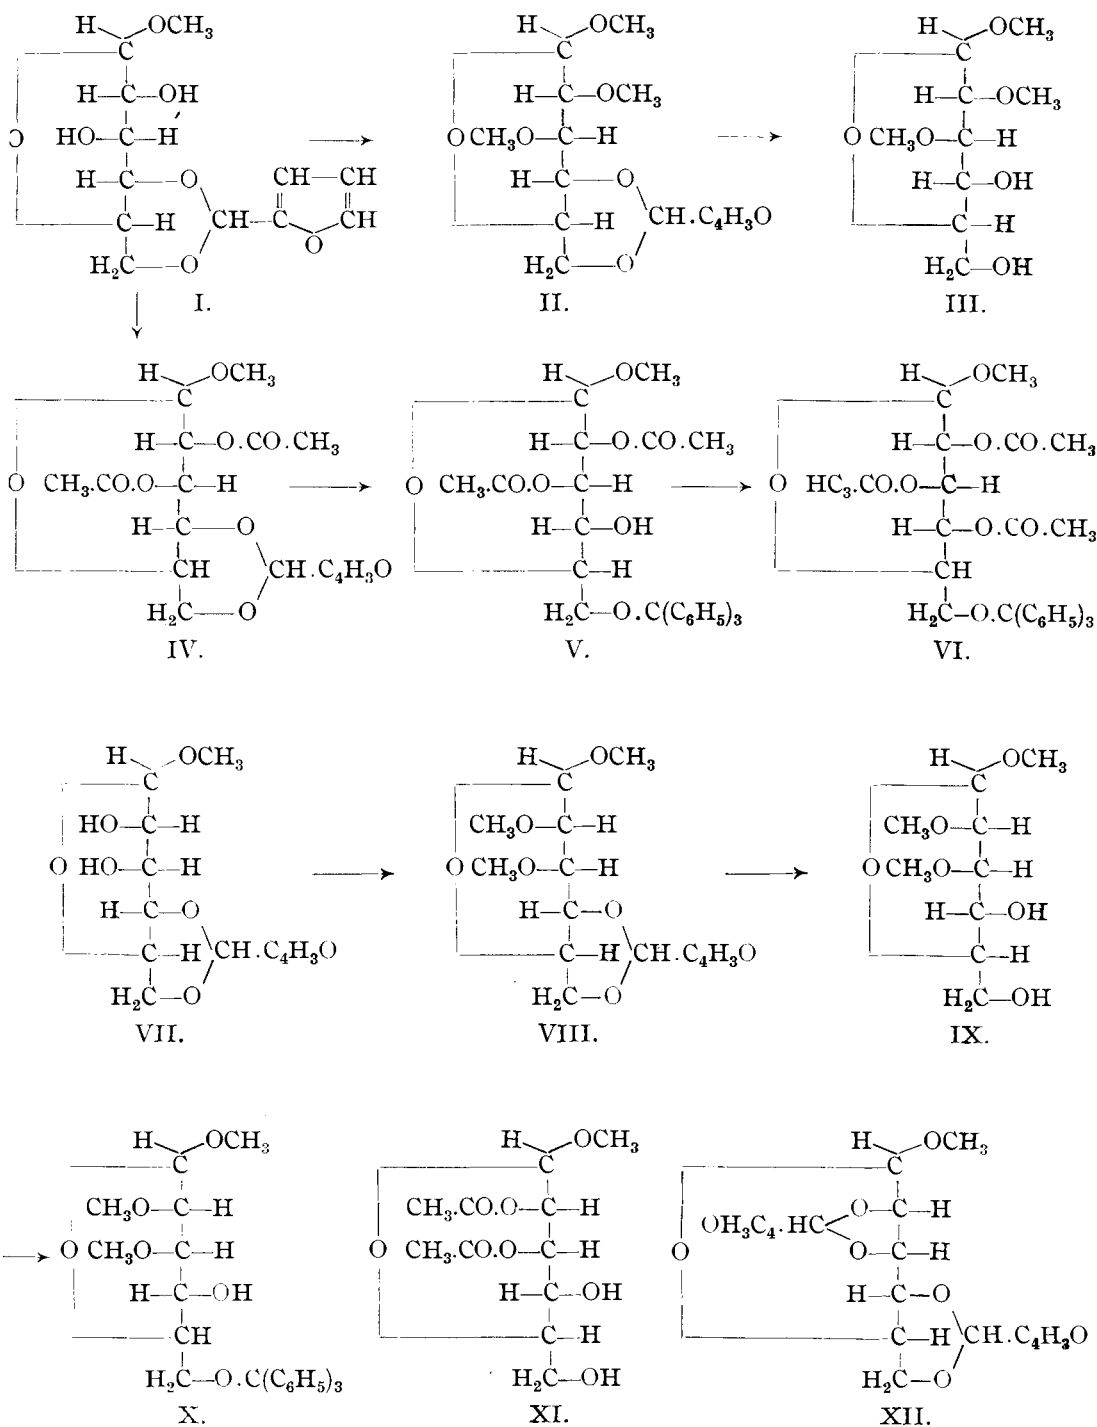 H OCH₃ H OCH₃ H OCH₃
C C C
H—C—OH H—C—OCH₃ H—C—OCH₃
O HO—C—H O CH₃O—C—H O CH₃O—C—H
H—C—O CH—CH H—C—O H—C—OH
C—H CH—C CH C—H CH.C₄H₃O C—H
H₂C—O O H₂C—O H₂C—OH
I. II. III.
H OCH₃ H OCH₃ H OCH₃
C C C
H—C—O.CO.CH₃ H—C—O.CO.CH₃ H—C—O.CO.CH₃
O CH₃.CO.O—C—H O CH₃.CO.O—C—H O HC₃.CO.O—C—H
H—C—O H—C—OH H—C—O.CO.CH₃
CH CH.C₄H₃O C—H CH
H₂C—O H₂C—O.C(C₆H₅)₃ H₂C—O.C(C₆H₅)₃
IV. V. VI.
H OCH₃ H OCH₃ H OCH₃
C C C
HO—C—H CH₃O—C—H CH₃O—C—H
O HO—C—H O CH₃O—C—H O CH₃O—C—H
H—C—O H—C—O H—C—OH
C—H CH.C₄H₃O C—H CH.C₄H₃O C—H
H₂C—O H₂C—O H₂C—OH
VII. VIII. IX.
H OCH₃ H OCH₃ H OCH₃
C C C
CH₃O—C—H CH₃.CO.O—C—H O—C—H
OH₃C₄.HC
O CH₃O—C—H O CH₃.CO.O—C—H O O—C—H
H—C—OH H—C—OH H—C—O
CH C—H C—H CH.C₄H₃O
H₂C—O.C(C₆H₅)₃ H₂C—OH H₂C—O
X. XI. XII.